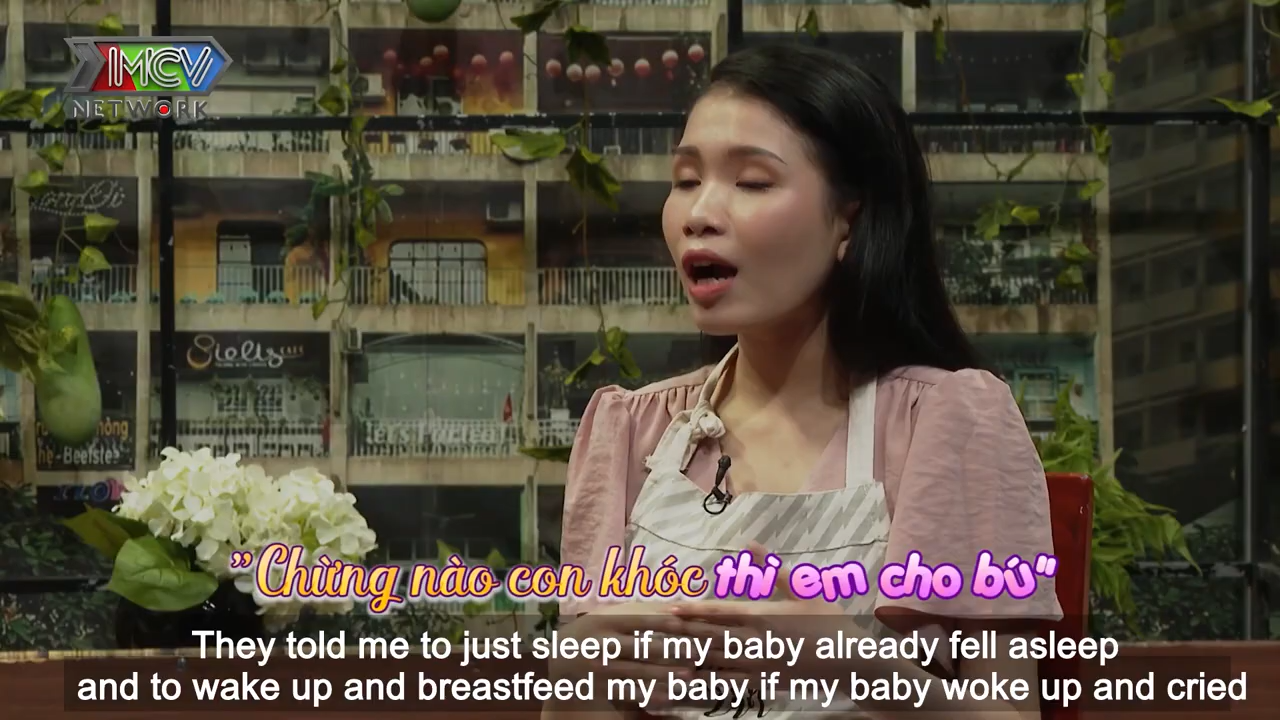 MCV
NETWORK
Sioltz
"Chừng nào con khóc thì em cho bú"
They told me to just sleep if my baby already fell asleep
and to wake up and breastfeed my baby if my baby woke up and cried